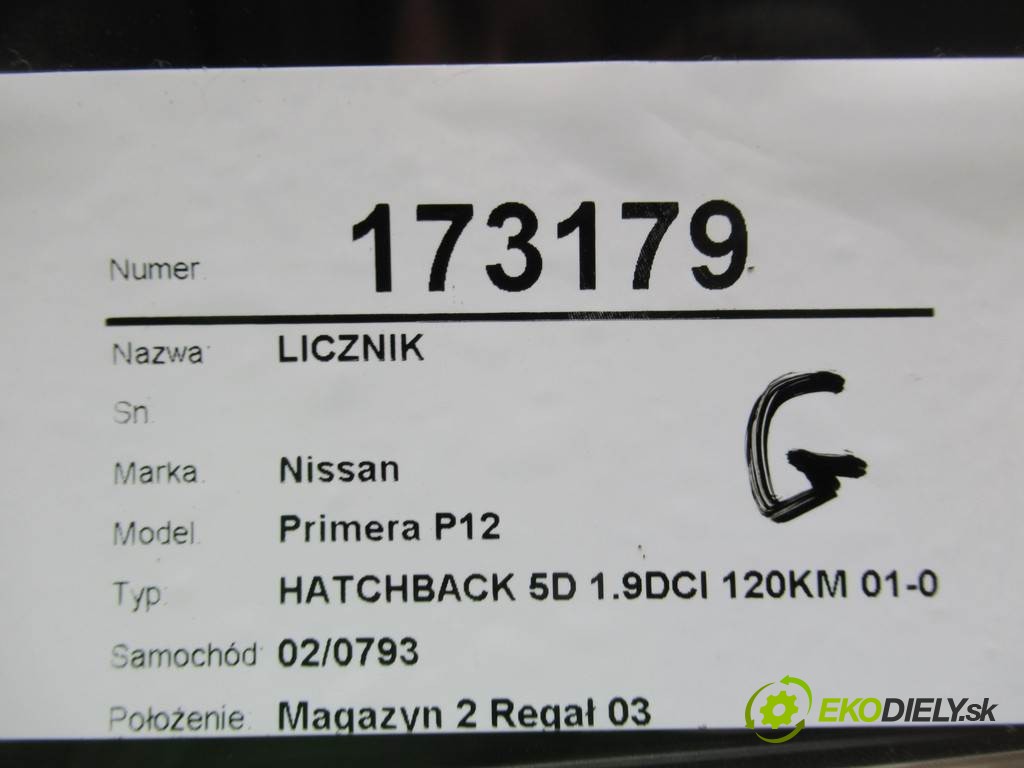 Numer: 173179
Nazwa: LICZNIK
Sn:
Marka: Nissan
G
Model: Primera P12
Typ: HATCHBACK 5D 1.9DCI 120KM 01-0
Samochód: 02/0793
Położenie: Magazyn 2 Regał 03
EKODIELY.sk